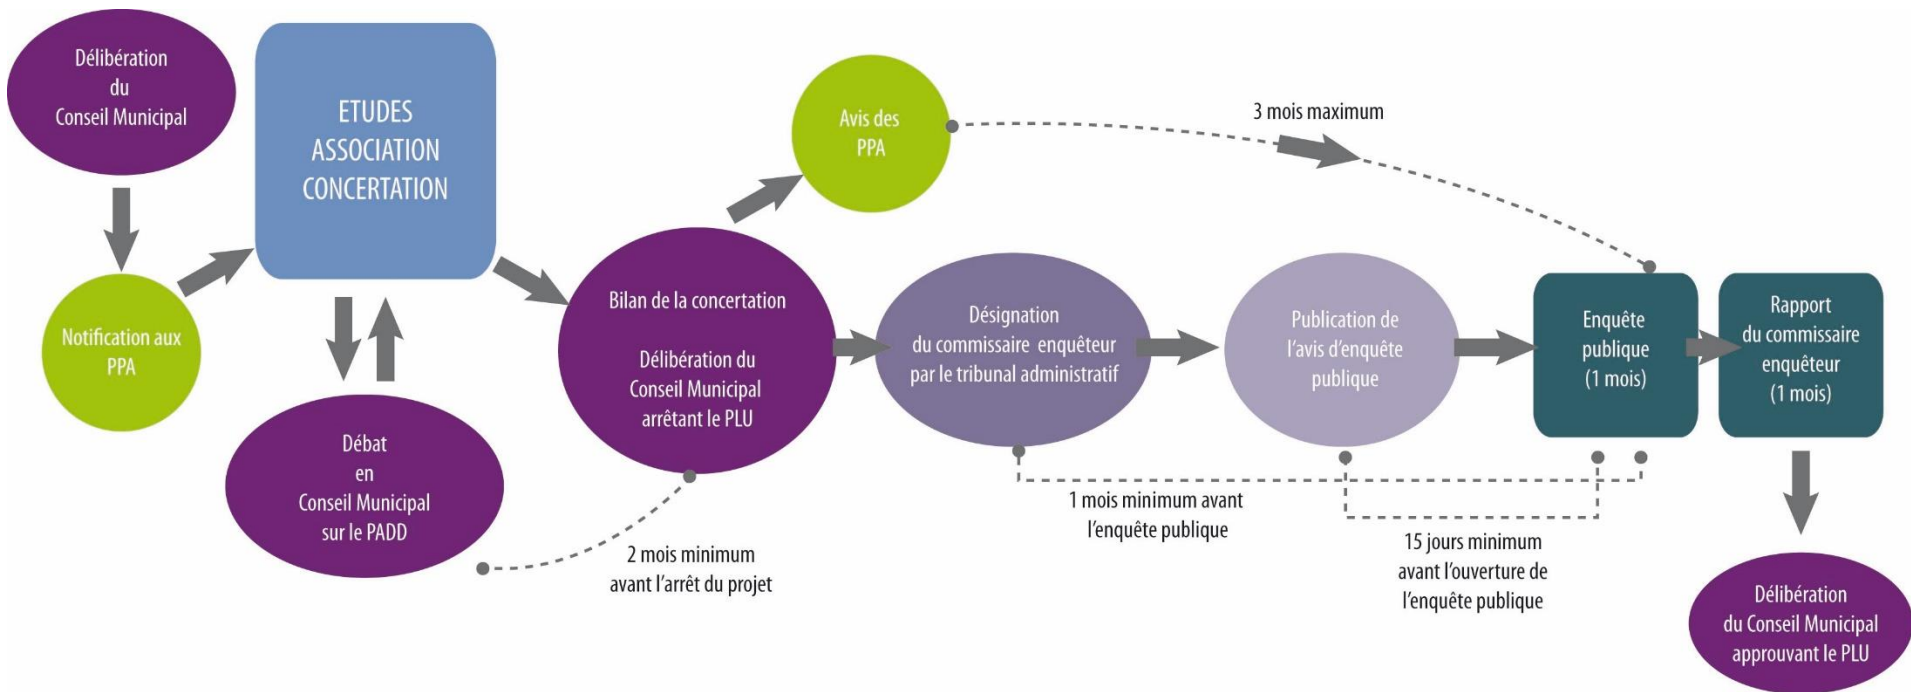 Délibération
du
Conseil Municipal
Notification aux
PPA
ETUDES
ASSOCIATION
CONCERTATION
Débat
en
Conseil Municipal
sur le PADD
2 mois minimum
avant l'arrêt du projet
Bilan de la concertation
Délibération du
Conseil Municipal
arrêtant le PLU
Avis des
PPA
3 mois maximum
Désignation
du commissaire enquêteur
par le tribunal administratif
1 mois minimum avant
l'enquête publique
Publication de
l'avis d'enquête
publique
15 jours minimum
avant l'ouverture de
l'enquête publique
Enquête
publique
(1 mois)
Rapport
du commissaire
enquêteur
(1 mois)
Délibération
du Conseil Municipal
approuvant le PLU